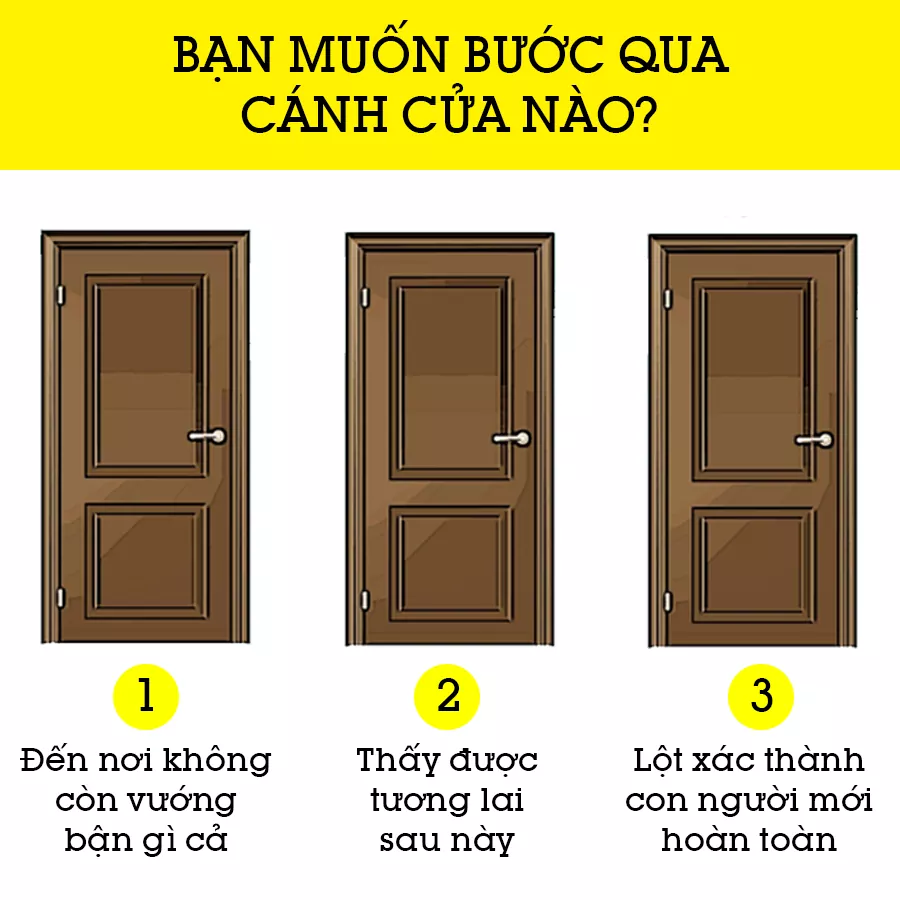 BẠN MUỐN BƯỚC QUA
CÁNH CỬA NÀO?
1
Đến nơi không
còn vướng
bận gì cả
2
Thấy được
tương lai
sau này
3
Lột xác thành
con người mới
hoàn toàn